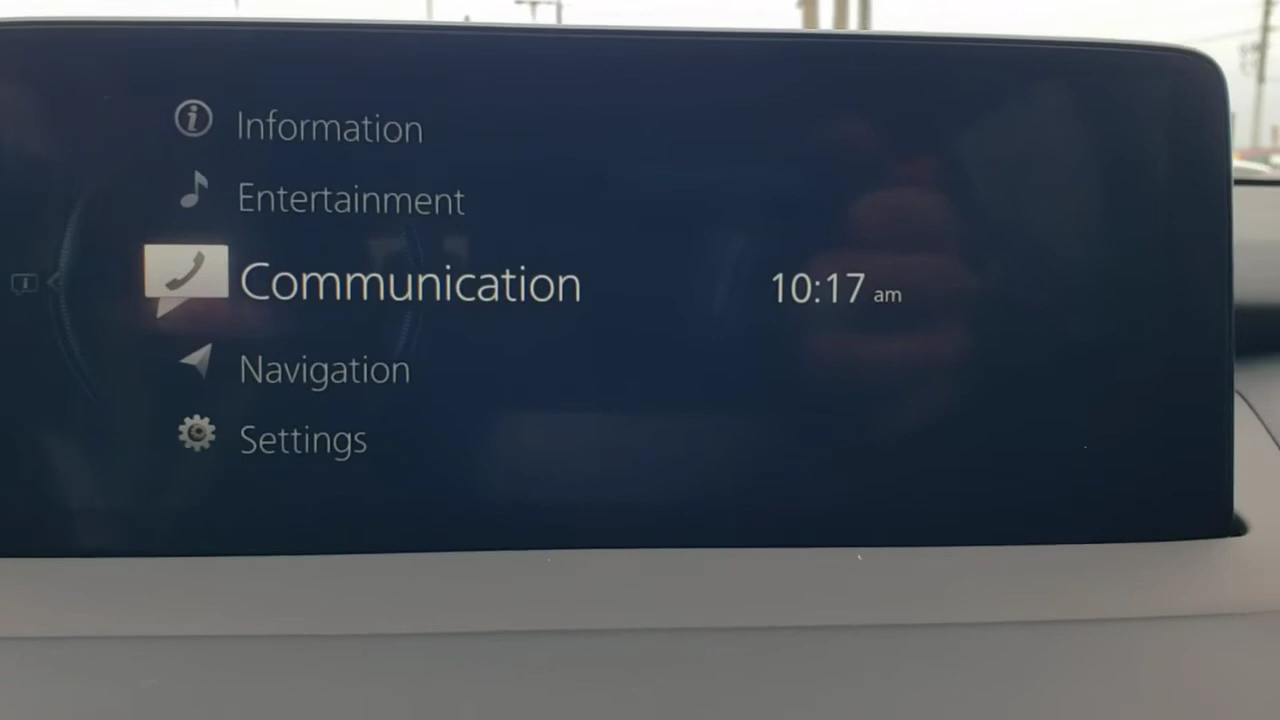 Information
Entertainment
Communication
10:17 am
Navigation
Settings